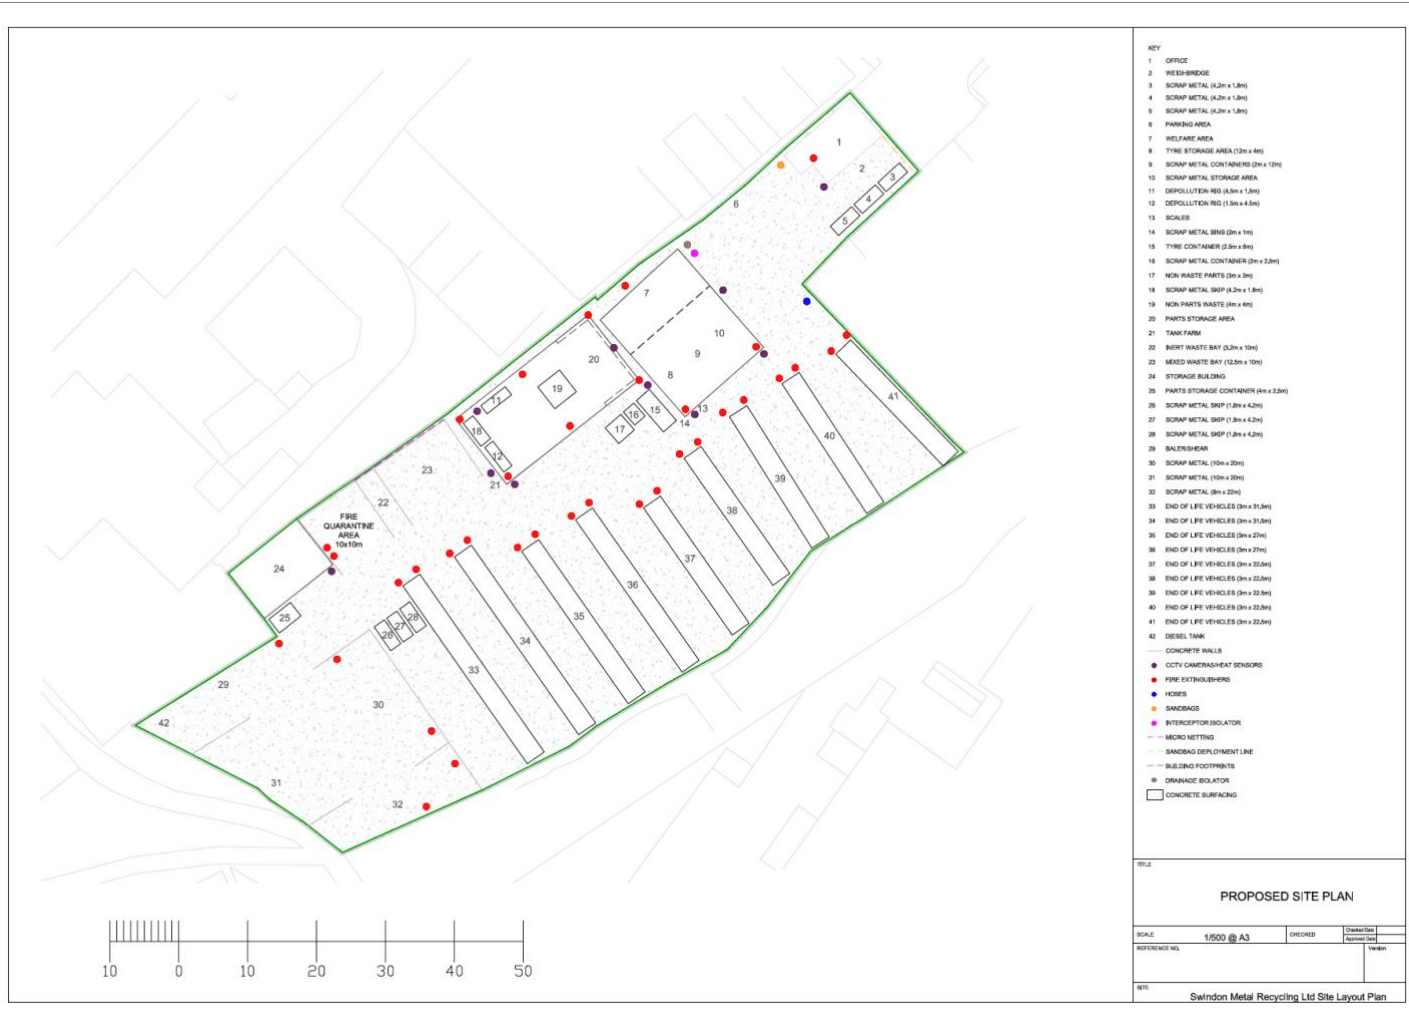 KEY
1 OFFICE
2 WEIGHBRIDGE
3 SCRAP METAL (4.2m x 1.8m)
4 SCRAP METAL (4.2m x 1.8m)
5 SCRAP METAL (4.2m x 1.8m)
6 PARKING AREA
7 WELFARE AREA
8 TYRE STORAGE AREA (12m x 4m)
9 SCRAP METAL CONTAINERS (2m x 12m)
10 SCRAP METAL STORAGE AREA
11 DEPOLLUTION RIG (4.5m x 1.5m)
12 DEPOLLUTION RIG (1.5m x 4.5m)
13 SCALES
14 SCRAP METAL BINS (2m x 1m)
15 TYRE CONTAINER (2.5m x 6m)
16 SCRAP METAL CONTAINER (2m x 2.5m)
17 NON WASTE PARTS (3m x 3m)
18 SCRAP METAL SKIP (4.2m x 1.8m)
19 NON PARTS WASTE (4m x 4m)
20 PARTS STORAGE AREA
21 TANK FARM
22 INERT WASTE BAY (3.2m x 10m)
23 MIXED WASTE BAY (12.5m x 10m)
24 STORAGE BUILDING
25 PARTS STORAGE CONTAINER (4m x 2.5m)
26 SCRAP METAL SKIP (1.8m x 4.2m)
27 SCRAP METAL SKIP (1.8m x 4.2m)
28 SCRAP METAL SKIP (1.8m x 4.2m)
29 BALER/SHEAR
30 SCRAP METAL (10m x 20m)
31 SCRAP METAL (10m x 20m)
32 SCRAP METAL (8m x 22m)
33 END OF LIFE VEHICLES (3m x 31.5m)
34 END OF LIFE VEHICLES (3m x 31.5m)
35 END OF LIFE VEHICLES (3m x 27m)
36 END OF LIFE VEHICLES (3m x 27m)
37 END OF LIFE VEHICLES (3m x 22.5m)
38 END OF LIFE VEHICLES (3m x 22.5m)
39 END OF LIFE VEHICLES (3m x 22.5m)
40 END OF LIFE VEHICLES (3m x 22.5m)
41 END OF LIFE VEHICLES (3m x 22.5m)
42 DIESEL TANK
CONCRETE WALLS
CCTV CAMERAS/HEAT SENSORS
FIRE EXTINGUISHERS
HOSES
SANDBAGS
INTERCEPTOR ISOLATOR
MICRO NETTING
SANDBAG DEPLOYMENT LINE
BUILDING FOOTPRINTS
DRAINAGE ISOLATOR
CONCRETE SURFACING
1
2
3
4
5
6
7
10
9
8
20
19
11
18
12
21
15
16
17
13
14
41
40
39
38
37
36
35
34
33
23
22
FIRE
QUARANTINE
AREA
10x10m
24
25
28
27
26
29
30
42
31
32
10 0 10 20 30 40 50
TITLE
PROPOSED SITE PLAN
SCALE 1/500 @ A3 CHECKED Checked Date
Approved Date
REFERENCE NO. Version
SITE
Swindon Metal Recycling Ltd Site Layout Plan